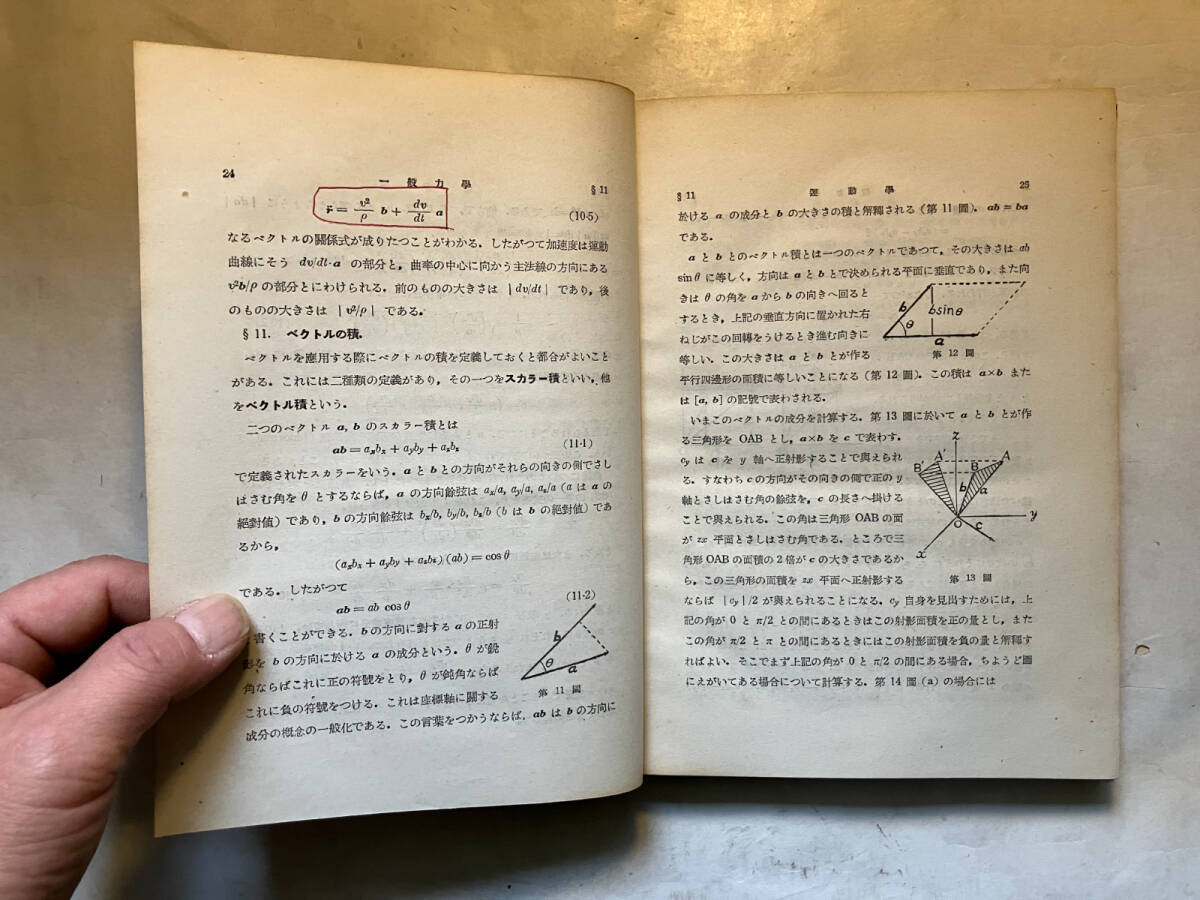 24
一般力學
§11
r̈ = v²/ρ b + dv/dt a (10·5)
なるベクトルの關係式が成りたつことがわかる．したがつて加速度は運動
曲線にそう dv/dt·a の部分と，曲率の中心に向かう主法線の方向にある
v²b/ρ の部分とにわけられる．前のものの大きさは |dv/dt| であり，後
のものの大きさは |v²/ρ| である．
§11. ベクトルの積．
ベクトルを應用する際にベクトルの積を定義しておくと都合がよいこと
がある．これには二種類の定義があり，その一つをスカラー積といい，他
をベクトル積という．
二つのベクトル a, b のスカラー積とは
ab = aₓbₓ + a_yb_y + a_zb_z (11·1)
で定義されたスカラーをいう．a と b との方向がそれらの向きの側でさし
はさむ角を θ とするならば，a の方向餘弦は aₓ/a, a_y/a, a_z/a (a は a の
絕對値) であり，b の方向餘弦は bₓ/b, b_y/b, b_z/b (b は b の絕對値) であ
るから，
(aₓbₓ + a_yb_y + a_zb_z)/(ab) = cos θ
である．したがつて
ab = ab cos θ (11·2)
書くことができる．b の方向に對する a の正射
影を b の方向に於ける a の成分という．θ が銳
角ならばこれに正の符號をとり，θ が鈍角ならば
これに負の符號をつける．これは座標軸に關する
成分の概念の一般化である．この言葉をつかうならば，ab は b の方向に
b
θ
a
第11圖
§11
運動學
25
於ける a の成分と b の大きさの積と解釋される (第11圖)．ab = ba
である．
a と b とのベクトル積とは一つのベクトルであつて，その大きさは ab
sin θ に等しく，方向は a と b とで決められる平面に垂直であり，また向
きは θ の角を a から b の向きへ回ると
するとき，上記の垂直方向に置かれた右
ねじがこの回轉をうけるとき進む向きに
等しい．この大きさは a と b とが作る
平行四邊形の面積に等しいことになる (第12圖)．この積は a×b また
は [a, b] の記號で表わされる．
b
bsinθ
θ
a
第12圖
いまこのベクトルの成分を計算する．第13圖に於いて a と b とが作
る三角形を OAB とし，a×b を c で表わす．
c_y は c を y 軸へ正射影することで與えられ
る．すなわち c の方向がその向きの側で正の y
軸とさしはさむ角の餘弦を，c の長さへ掛ける
ことで與えられる．この角は三角形 OAB の面
が zx 平面とさしはさむ角である．ところで三
角形 OAB の面積の2倍が c の大きさであるか
ら，この三角形の面積を zx 平面へ正射影する
ならば |c_y|/2 が與えられることになる．c_y 自身を見出すためには，上
記の角が 0 と π/2 との間にあるときはこの射影面積を正の量とし，また
この角が π/2 と π との間にあるときにはこの射影面積を負の量と解釋す
ればよい．そこでまず上記の角が 0 と π/2 の間にある場合，ちようど圖
にえがいてある場合について計算する．第14圖 (a) の場合には
z
B′
A′
B
A
b
a
O
c
y
x
第13圖